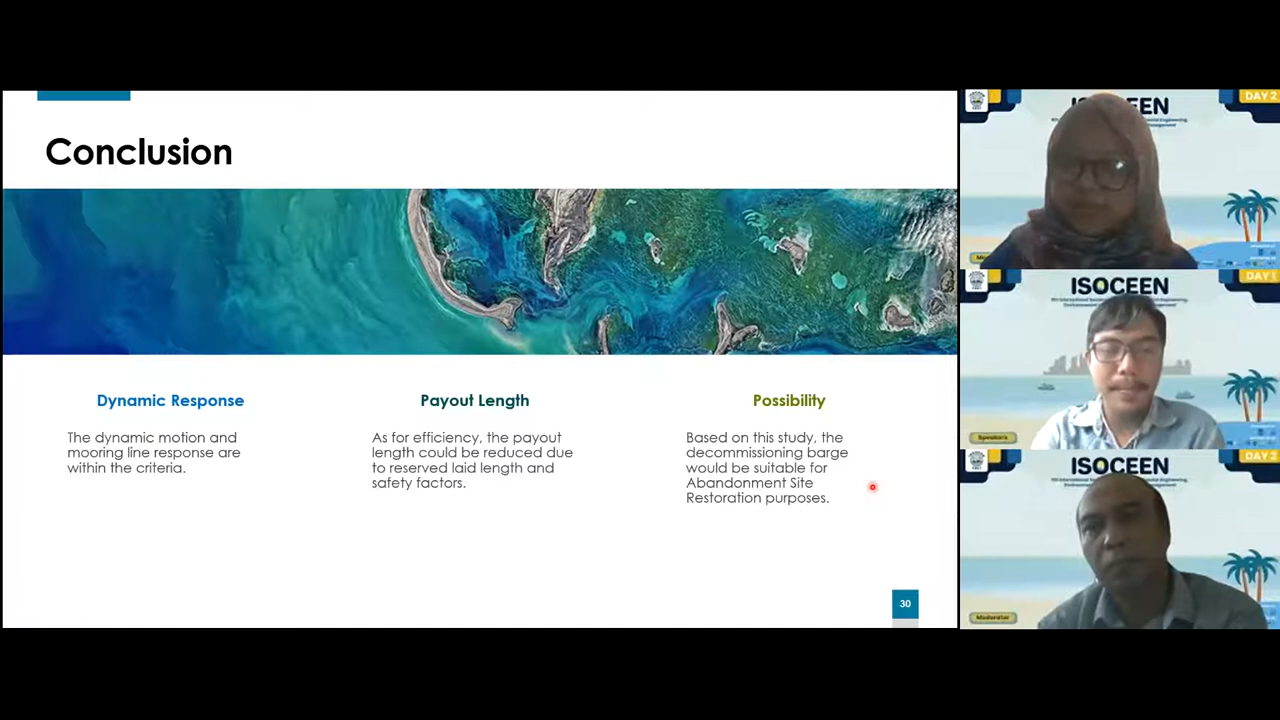 Conclusion
Dynamic Response
The dynamic motion and
mooring line response are
within the criteria.
Payout Length
As for efficiency, the payout
length could be reduced due
to reserved laid length and
safety factors.
Possibility
Based on this study, the
decommissioning barge
would be suitable for
Abandonment Site
Restoration purposes.
30
DAY 2
ISOCEEN
DAY 1
Speakers
ISOCEEN
DAY 2
Moderator